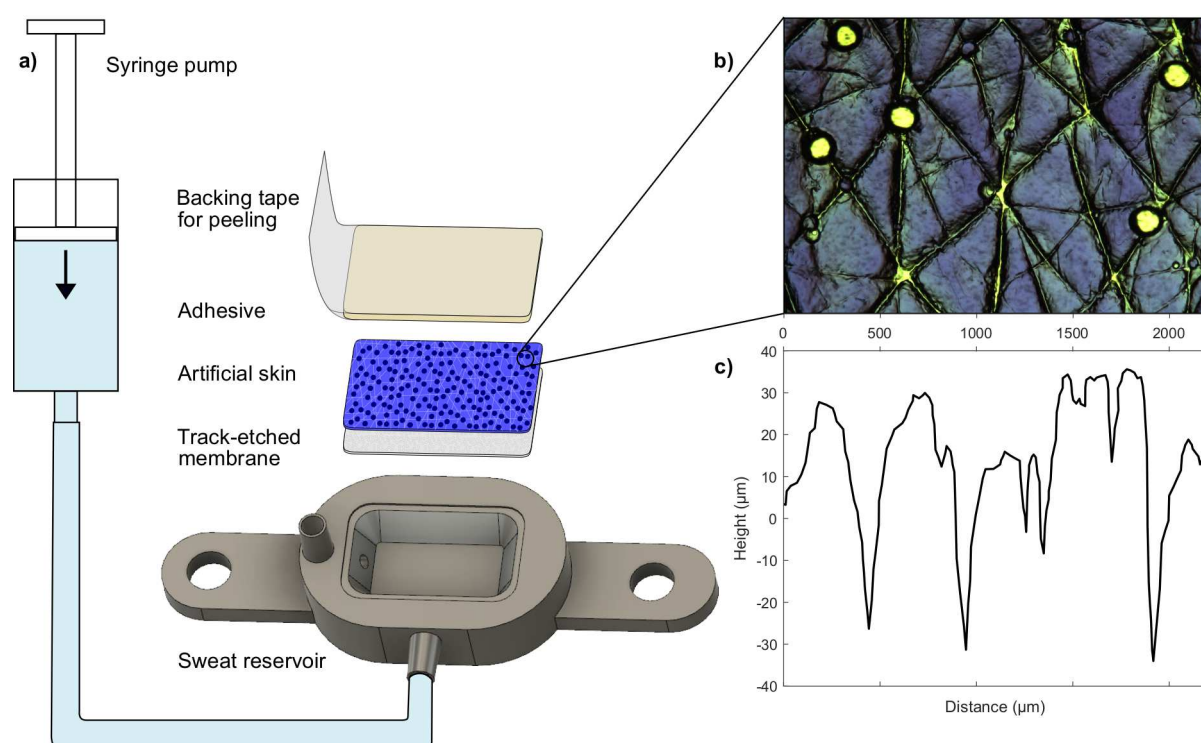 a)
Syringe pump
Backing tape
for peeling
Adhesive
Artificial skin
Track-etched
membrane
Sweat reservoir
b)
0 500 1000 1500 2000
c)
40
30
20
10
0
-10
-20
-30
-40
Height (µm)
Distance (µm)